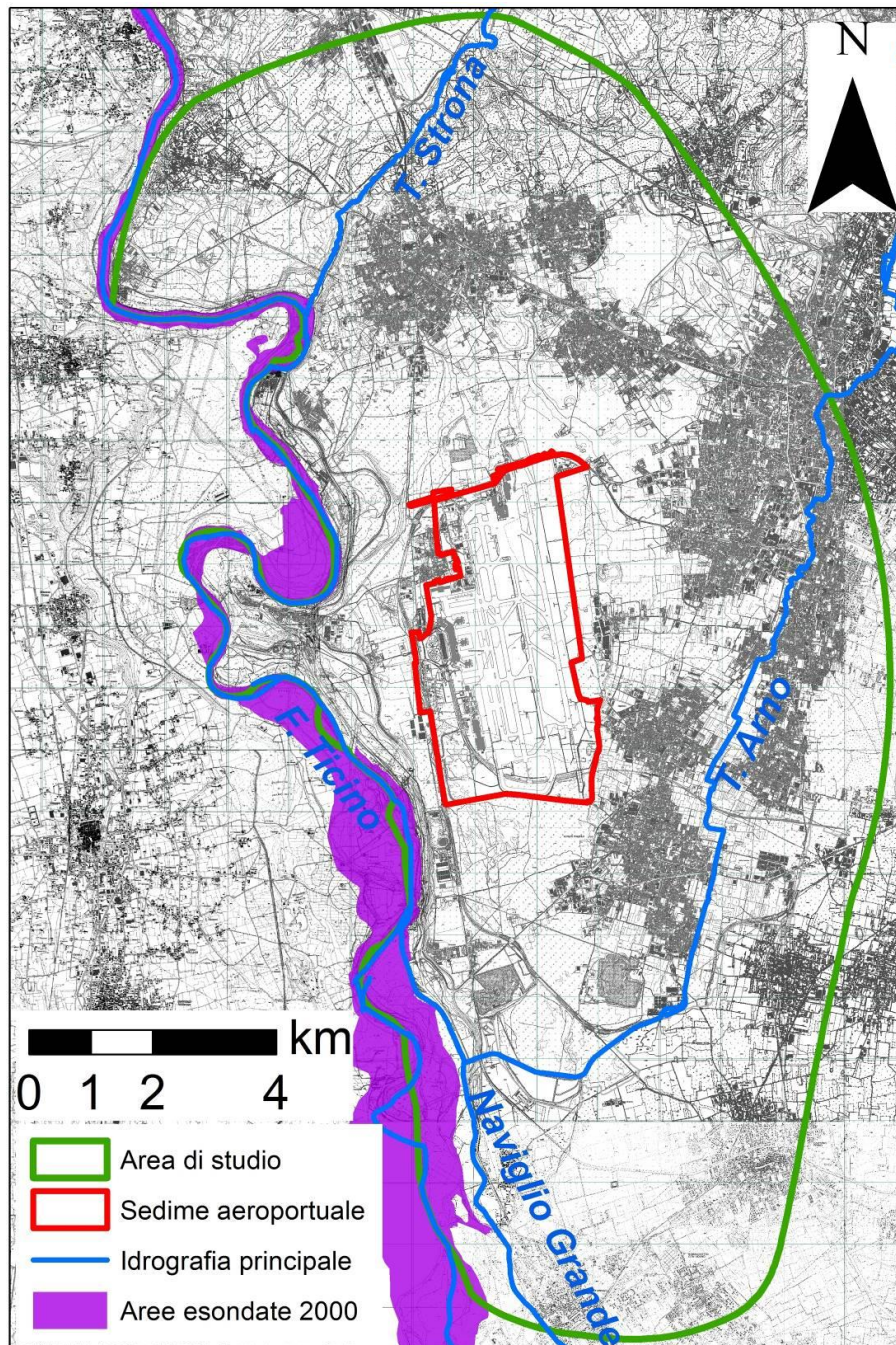 N
T. Strona
F. Ticino
T. Arno
Naviglio Grande
km
0 1 2 4
Area di studio
Sedime aeroportuale
Idrografia principale
Aree esondate 2000